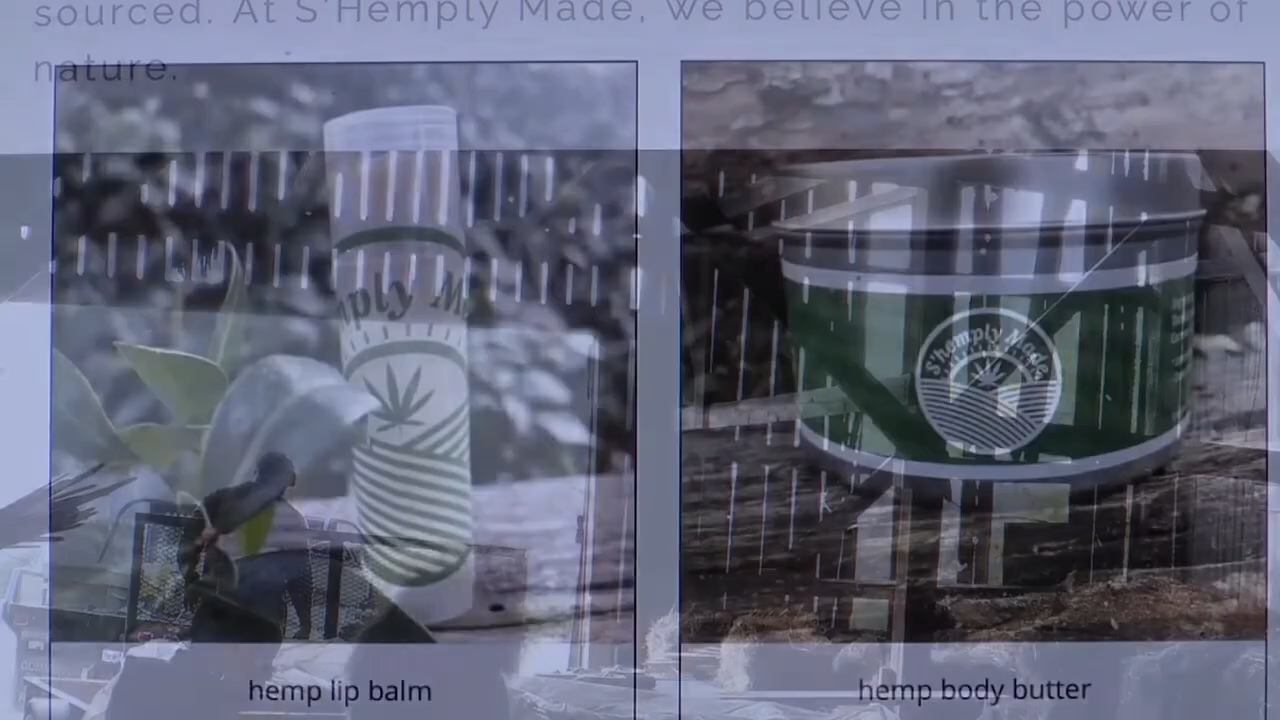 sourced. At S'Hemply Made, we believe in the power of
nature.
mply M
S'hemply Made
hemp lip balm
hemp body butter